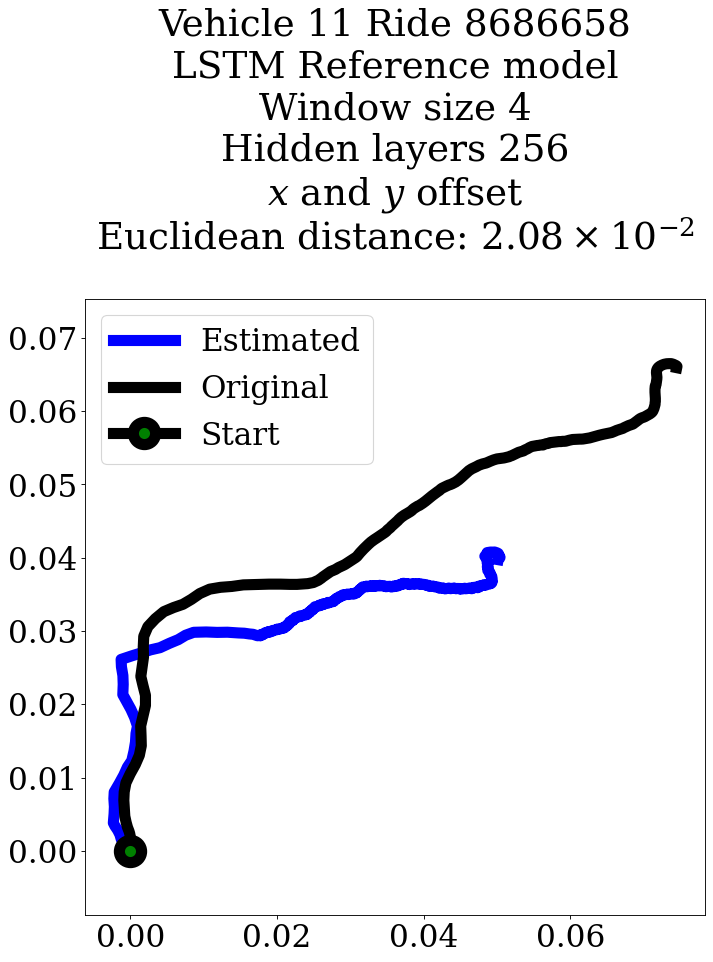 Vehicle 11 Ride 8686658
LSTM Reference model
Window size 4
Hidden layers 256
x and y offset
Euclidean distance: 2.08 × 10⁻²
Estimated
Original
Start
0.07
0.06
0.05
0.04
0.03
0.02
0.01
0.00
0.00 0.02 0.04 0.06